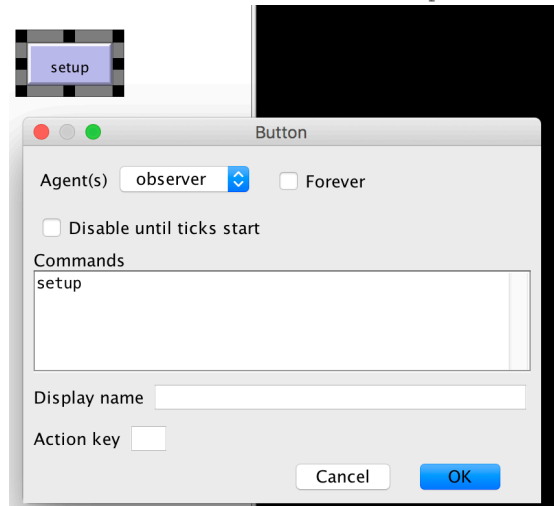 setup
Button
Agent(s) observer Forever
Disable until ticks start
Commands
setup
Display name
Action key
Cancel OK